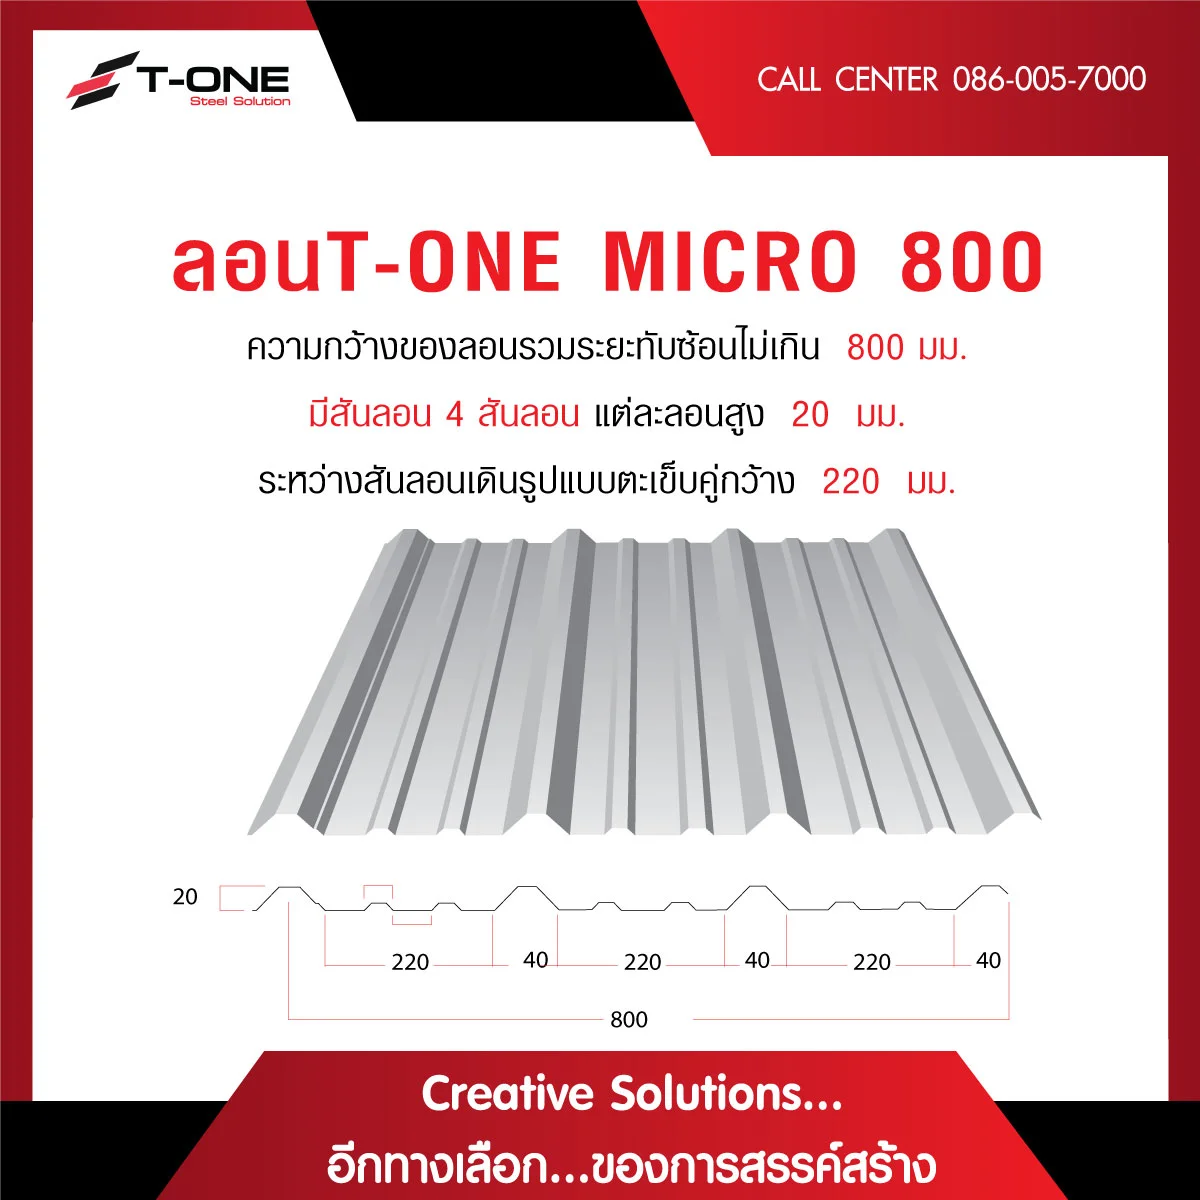 T-ONE
Steel Solution
CALL CENTER 086-005-7000
ลอนT-ONE MICRO 800
ความกว้างของลอนรวมระยะทับซ้อนไม่เกิน 800 มม.
มีสันลอน 4 สันลอน แต่ละลอนสูง 20 มม.
ระหว่างสันลอนเดินรูปแบบตะเข็บคู่กว้าง 220 มม.
20
220 40 220 40 220 40
800
Creative Solutions...
อีกทางเลือก...ของการสรรค์สร้าง